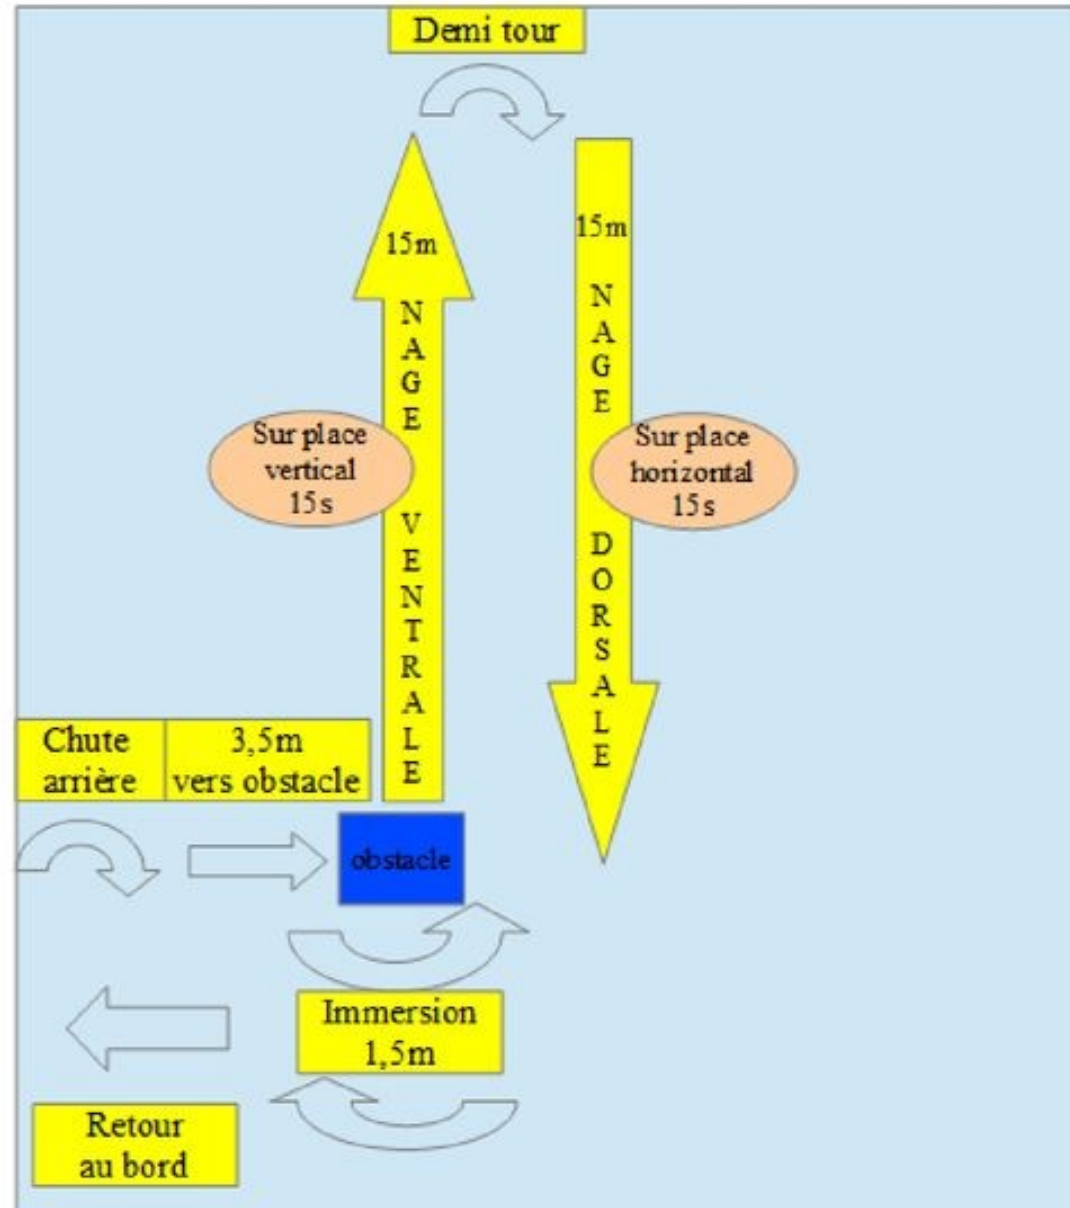 Demi tour
15m
NAGE VENTRALE
15m
NAGE DORSALE
Sur place
vertical
15s
Sur place
horizontal
15s
Chute
arrière
3,5m
vers obstacle
obstacle
Immersion
1,5m
Retour
au bord